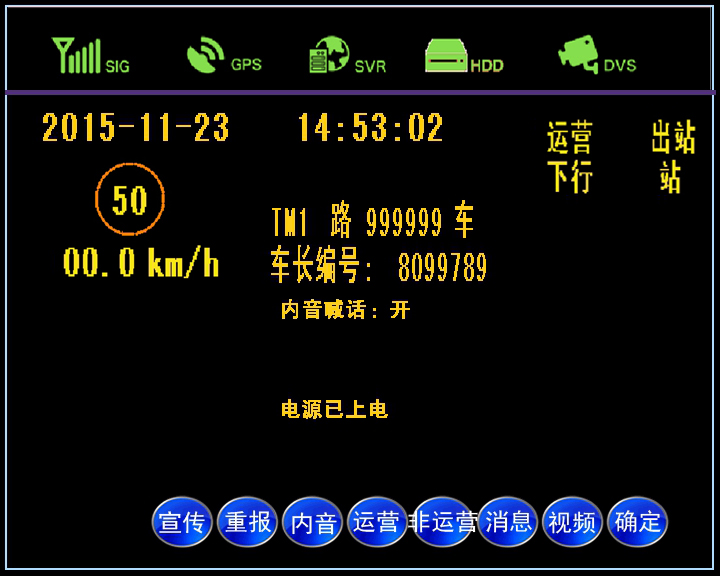 SIG GPS SVR HDD DVS
2015-11-23 14:53:02 运营 出站
下行 站
50
TM1 路 999999 车
00.0 km/h 车长编号: 8099789
内音喊话: 开
电源已上电
宣传 重报 内音 运营 非运营 消息 视频 确定